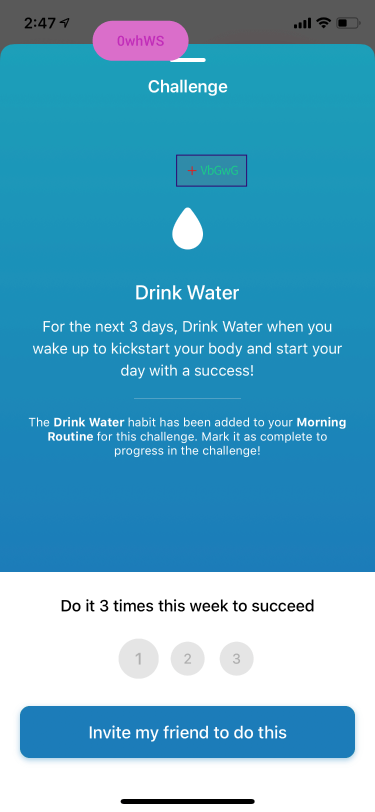 2:47
0whWS
Challenge
+ VbGwG
Drink Water
For the next 3 days, Drink Water when you
wake up to kickstart your body and start your
day with a success!
The Drink Water habit has been added to your Morning
Routine for this challenge. Mark it as complete to
progress in the challenge!
Do it 3 times this week to succeed
1 2 3
Invite my friend to do this